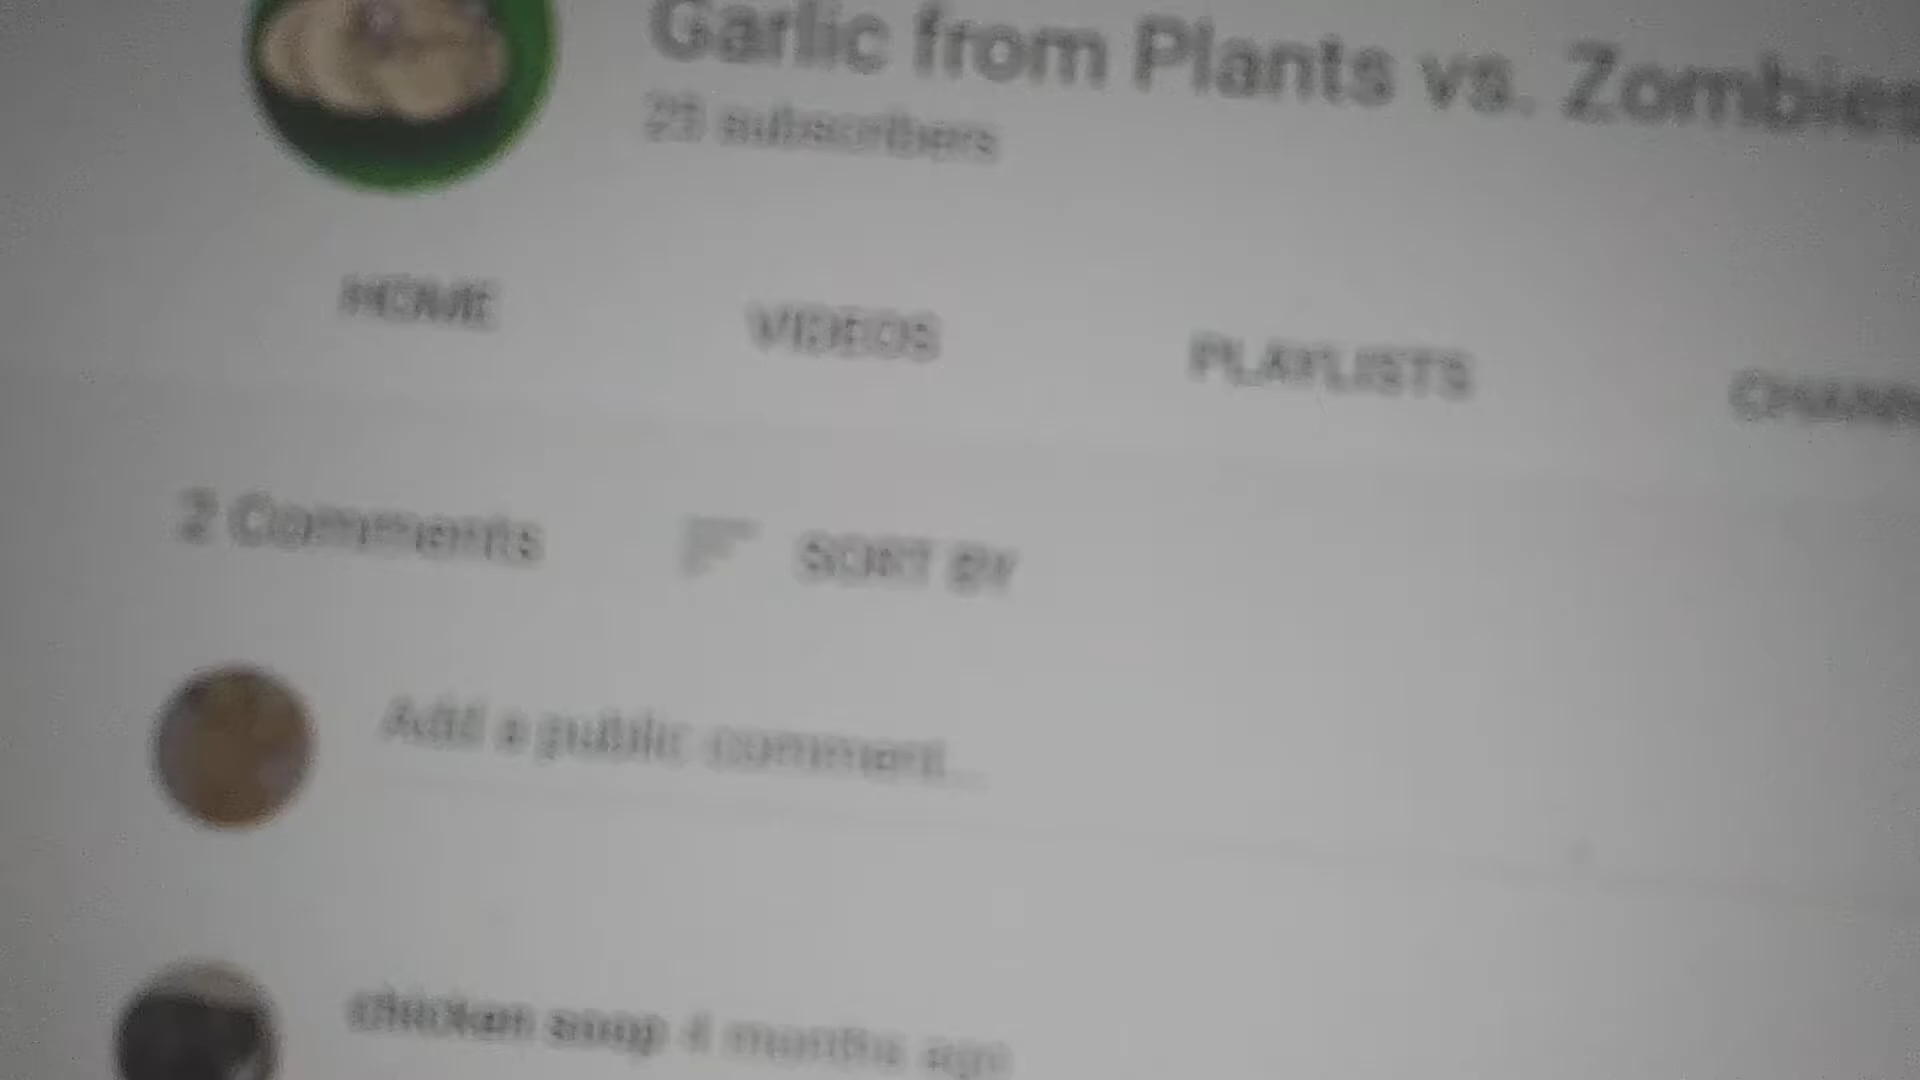 Garlic from Plants vs. Zombies
23 subscribers
HOME
VIDEOS
PLAYLISTS
2 Comments
SORT BY
Add a public comment...
chicken soup 4 months ago